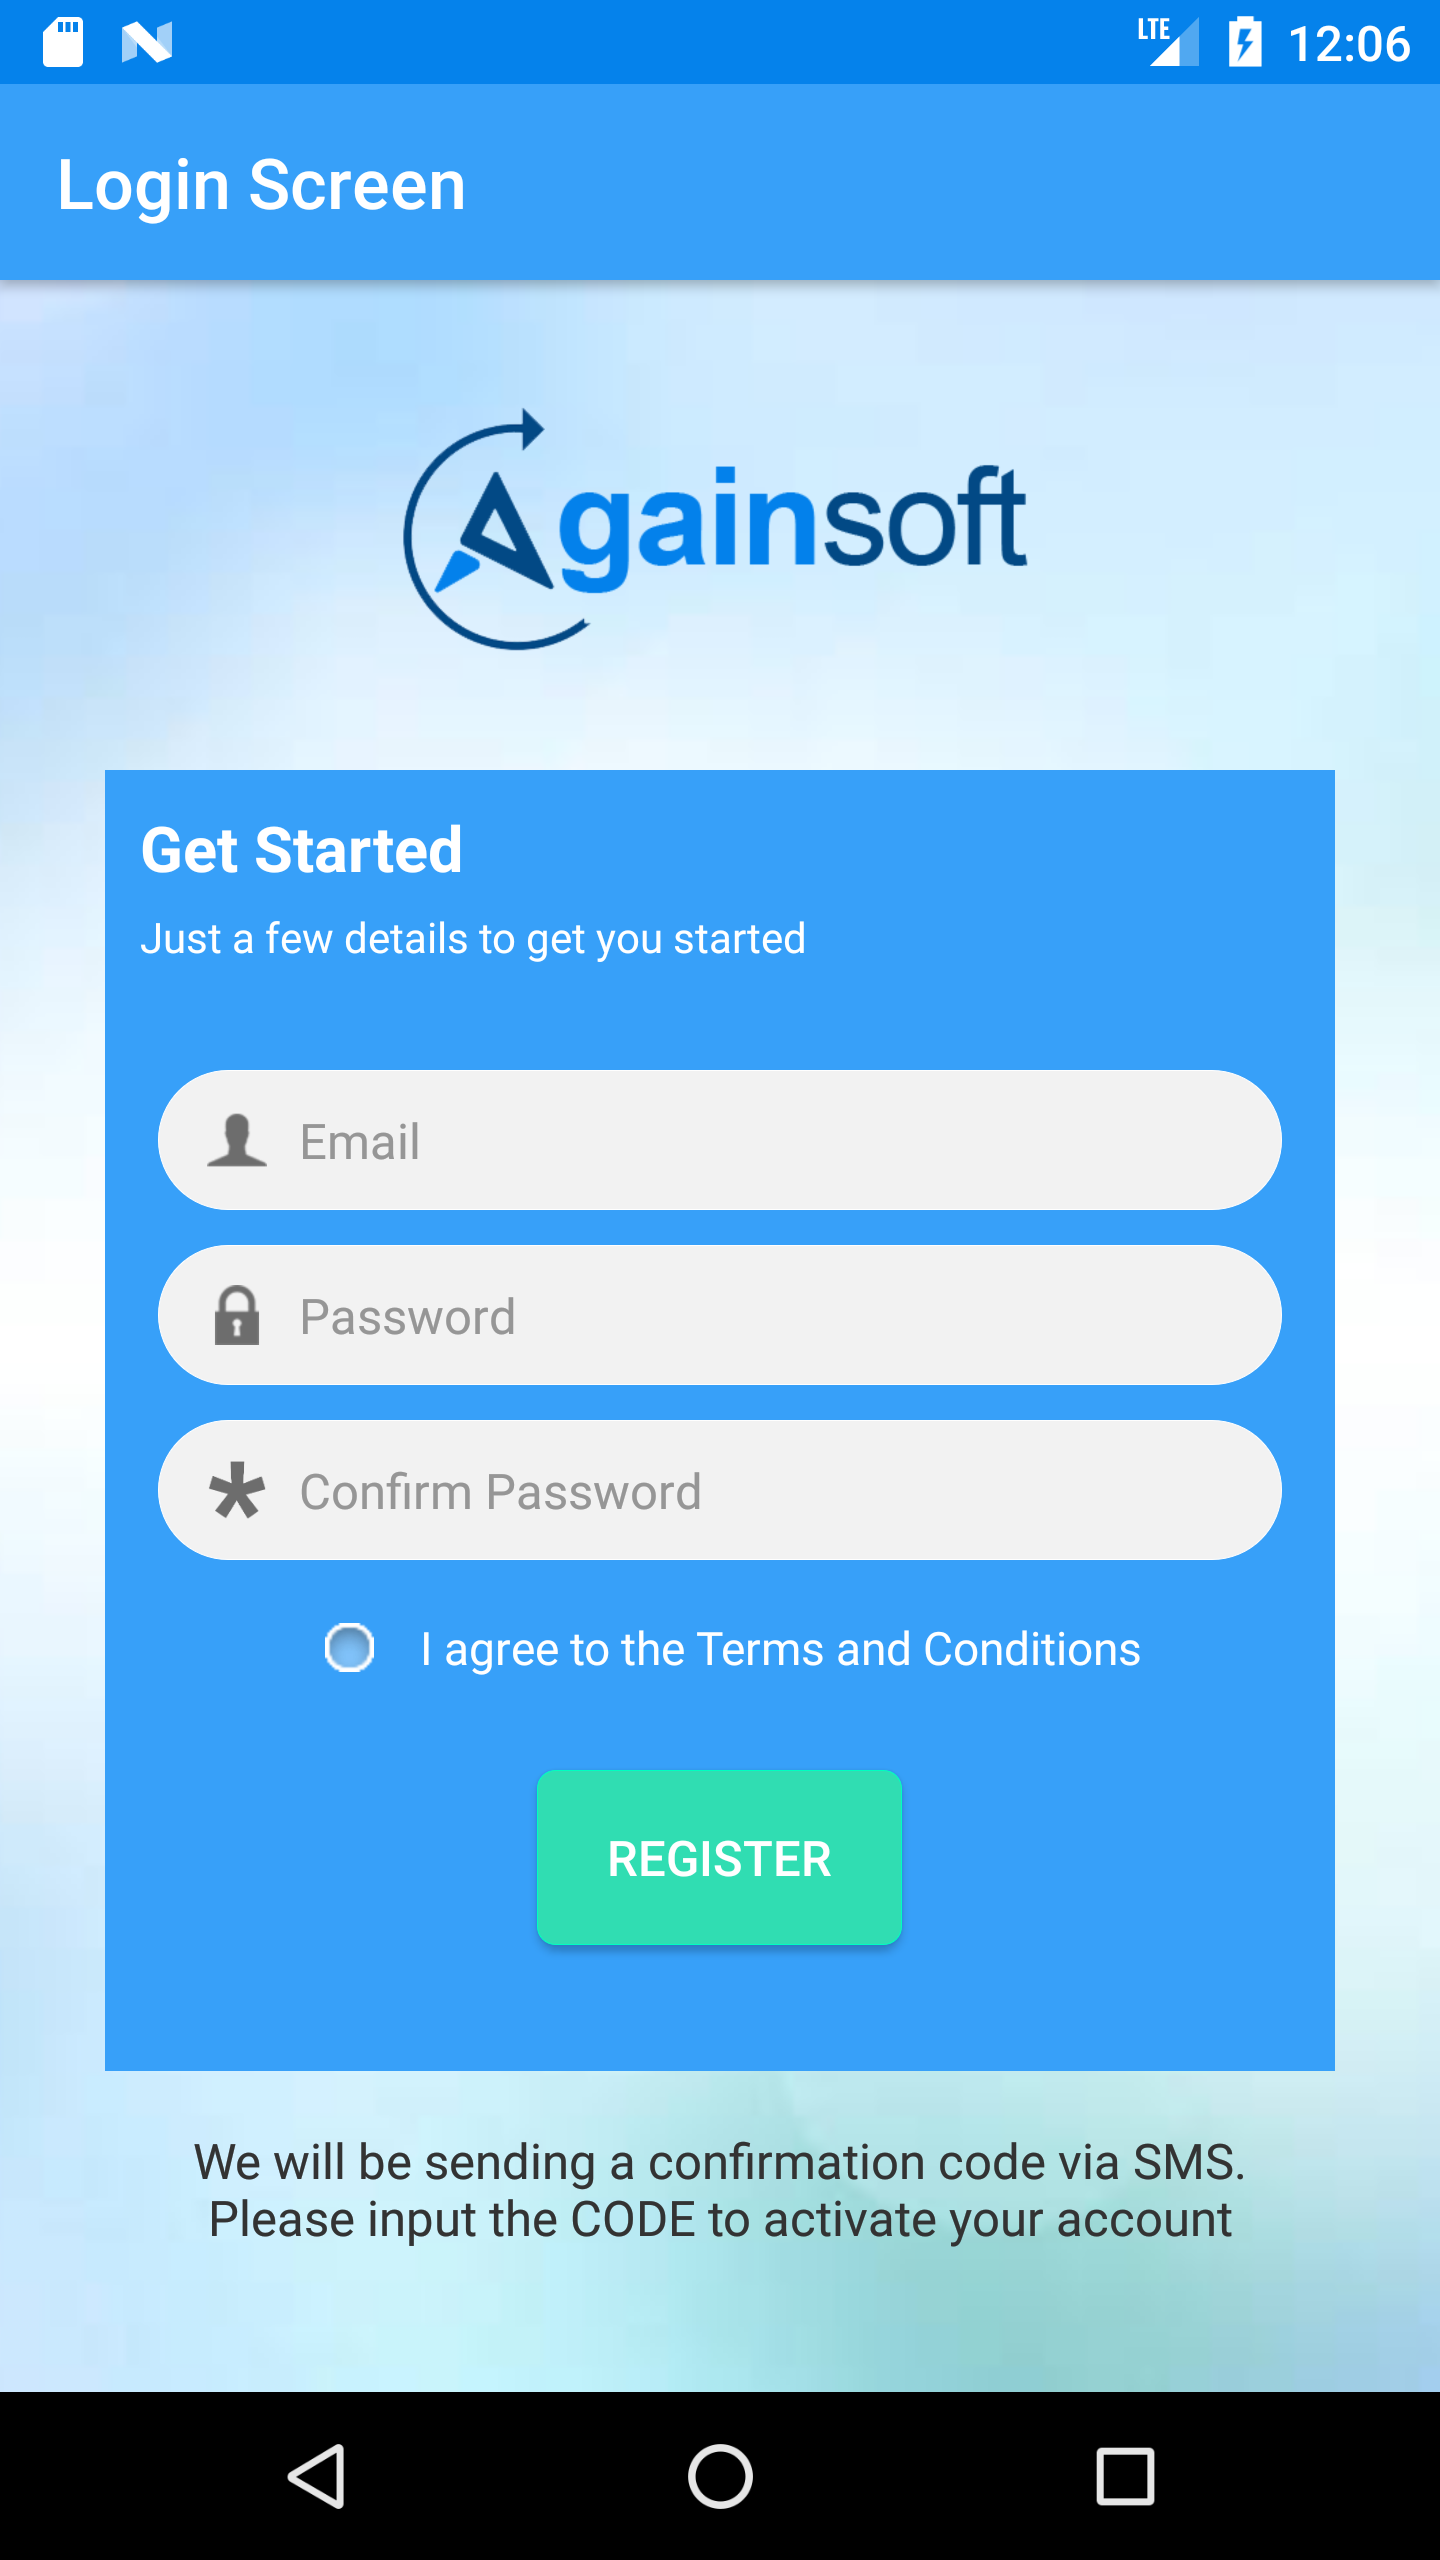 LTE 12:06
Login Screen
Againsoft
Get Started
Just a few details to get you started
Email
Password
Confirm Password
I agree to the Terms and Conditions
REGISTER
We will be sending a confirmation code via SMS.
Please input the CODE to activate your account